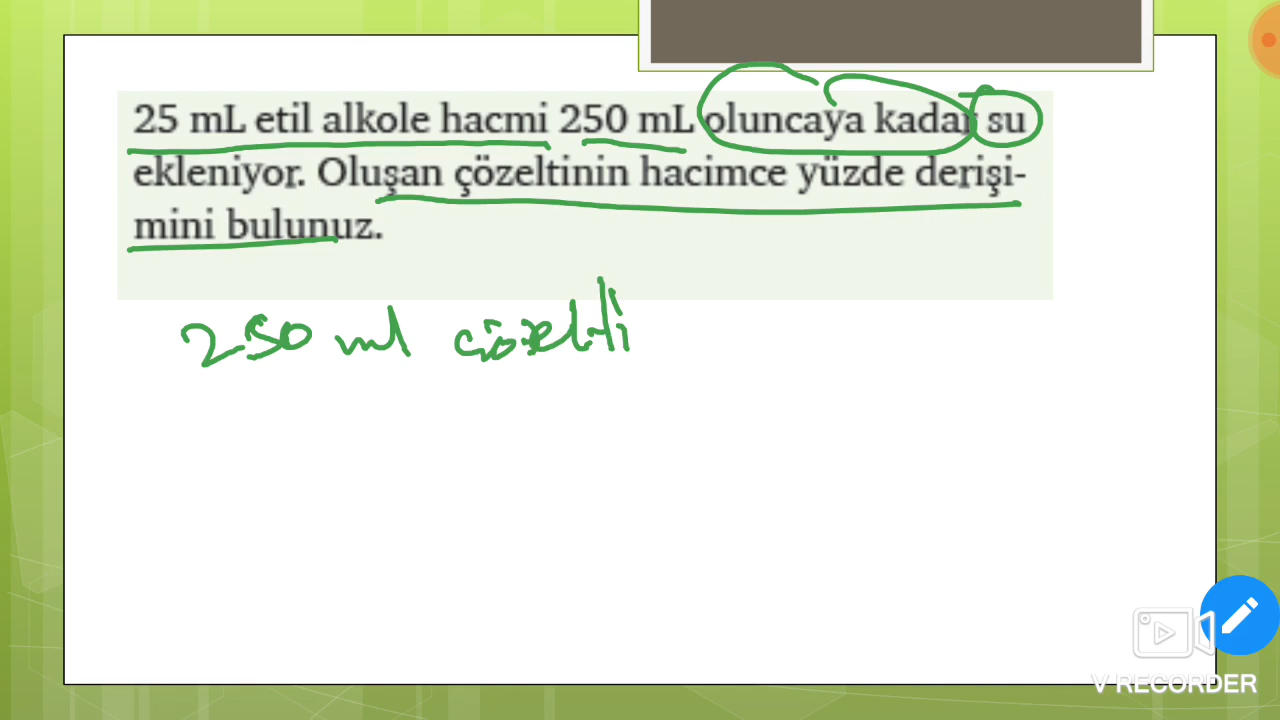 25 mL etil alkole hacmi 250 mL oluncaya kadar su
ekleniyor. Oluşan çözeltinin hacimce yüzde derişi-
mini bulunuz.
250 ml çözelti
V RECORDER